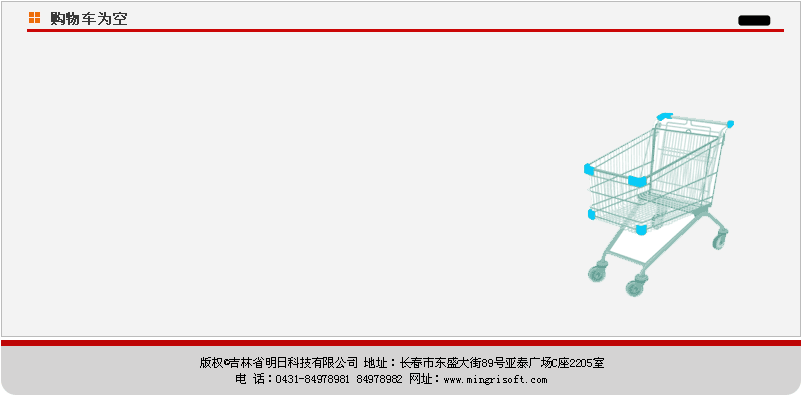 购物车为空
版权©吉林省明日科技有限公司 地址：长春市东盛大街89号亚泰广场C座2205室
电 话：0431-84978981 84978982 网址：www.mingrisoft.com